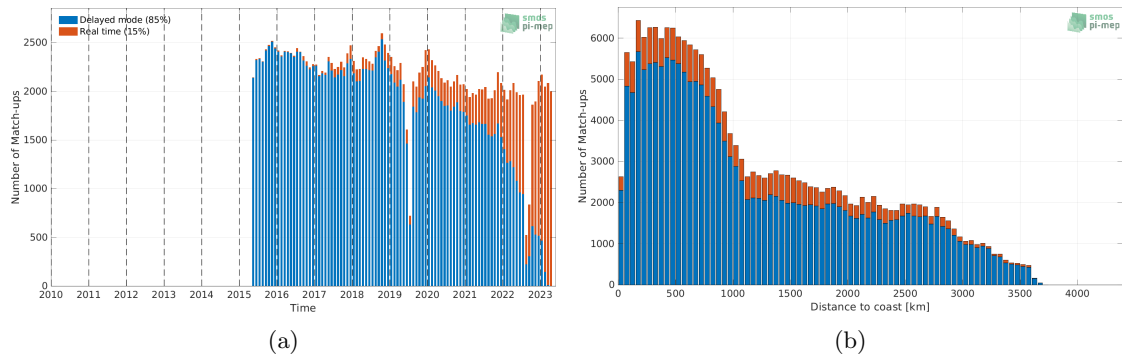 smos
pi-mep
Delayed mode (85%)
Real time (15%)
Number of Match-ups
2500
2000
1500
1000
500
0
2010 2011 2012 2013 2014 2015 2016 2017 2018 2019 2020 2021 2022 2023
Time
(a)
smos
pi-mep
Number of Match-ups
6000
5000
4000
3000
2000
1000
0
0 500 1000 1500 2000 2500 3000 3500 4000
Distance to coast [km]
(b)